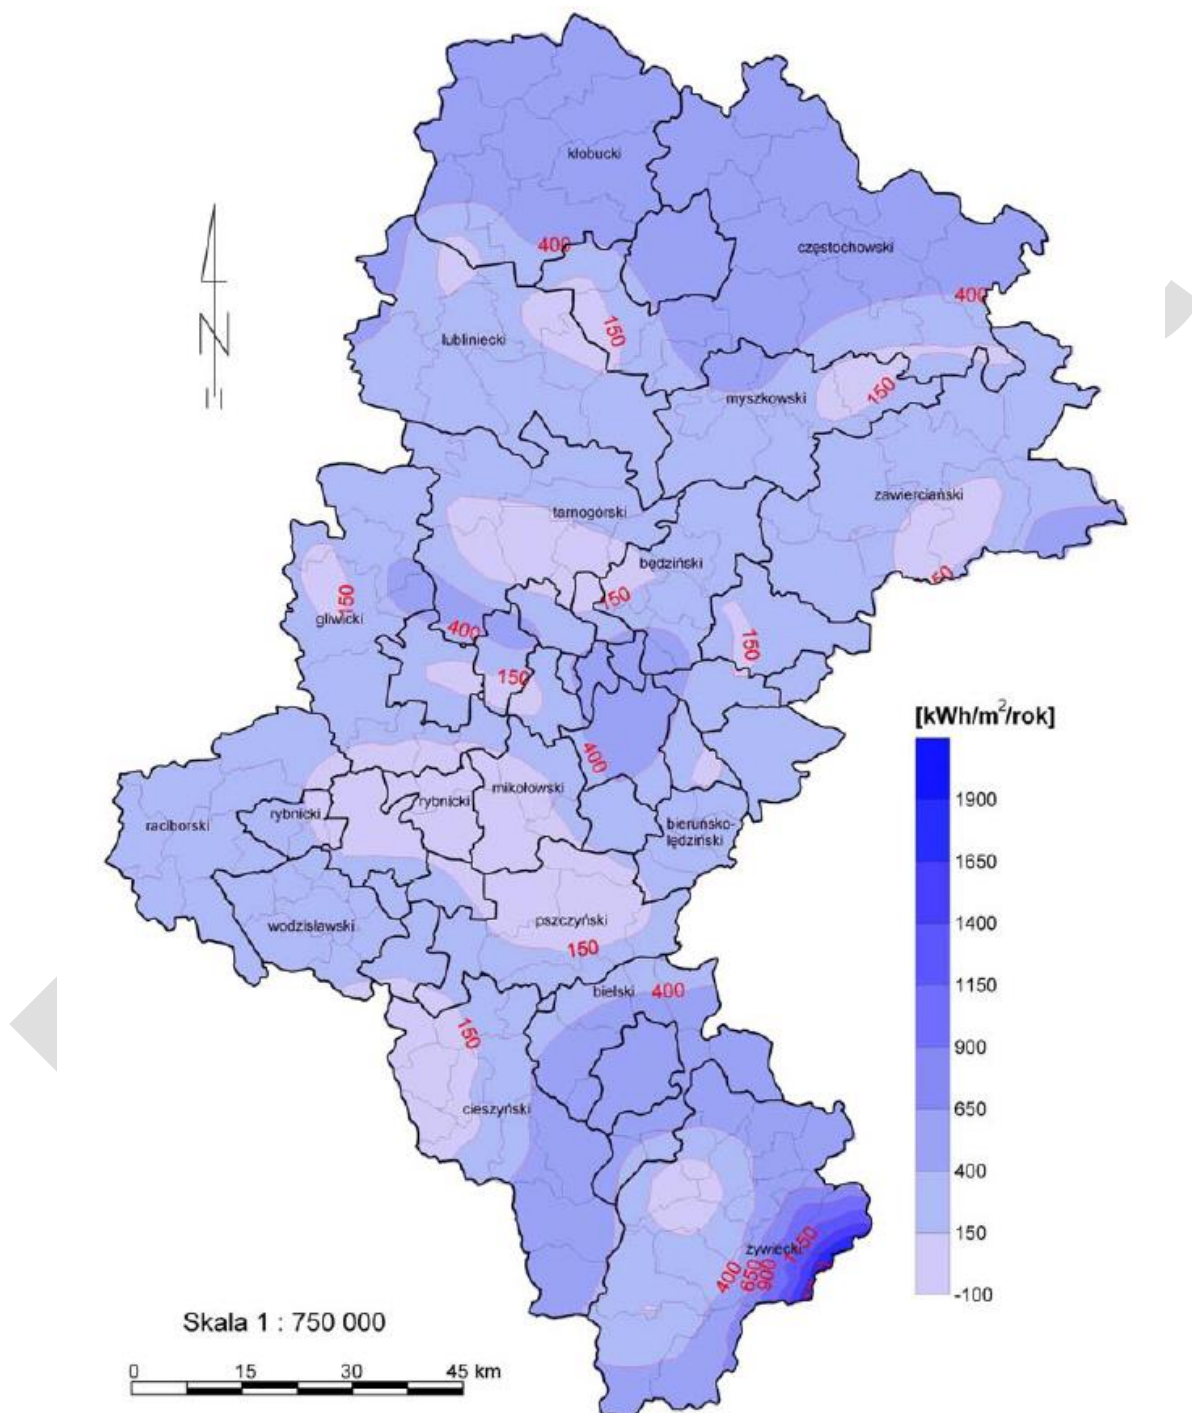 kłobucki
400
częstochowski
400
N
150
lubliniecki
myszkowski
150
zawierciański
tarnogórski
będziński
150
150
150
gliwicki
400
150
150
[kWh/m²/rok]
400
mikołowski
rybnicki
1900
rybnicki
raciborski
bieruńsko-
lędziński
1650
pszczyński
1400
wodzisławski
150
1150
bielski
400
150
900
cieszyński
650
400
150
1150
żywiecki
400
650
900
-100
Skala 1 : 750 000
0 15 30 45 km